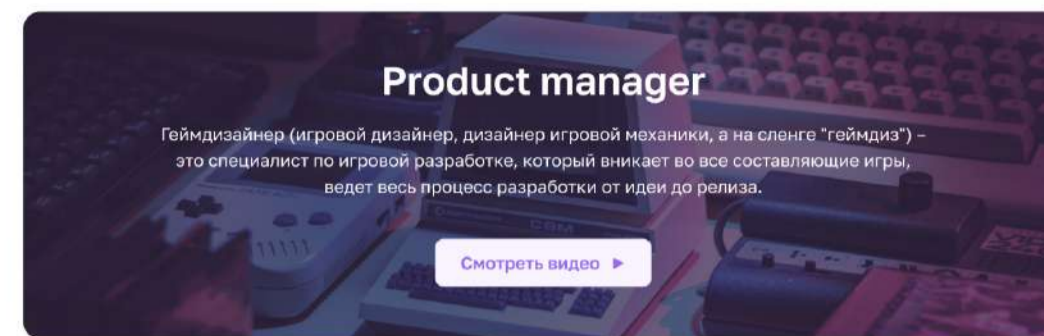 Product manager
Геймдизайнер (игровой дизайнер, дизайнер игровой механики, а на сленге "геймдиз") –
это специалист по игровой разработке, который вникает во все составляющие игры,
ведет весь процесс разработки от идеи до релиза.
CBM
Смотреть видео